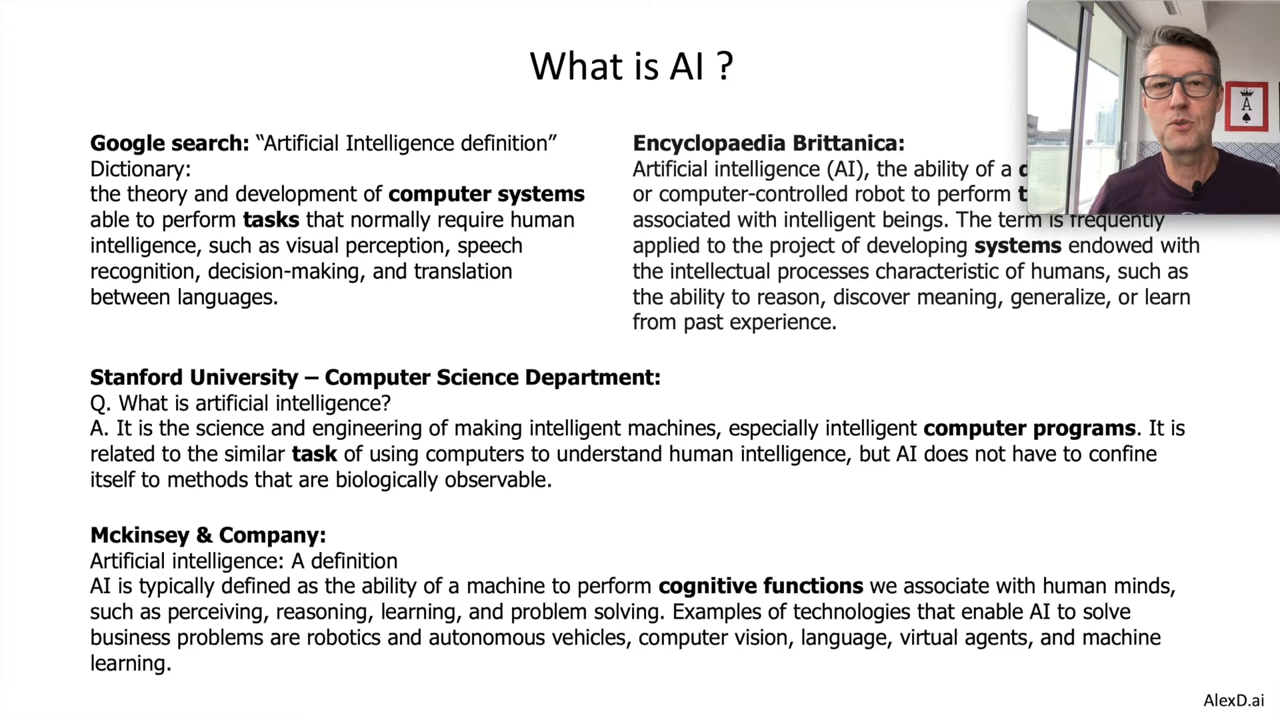 What is AI ?
Google search: “Artificial Intelligence definition”
Dictionary:
the theory and development of computer systems
able to perform tasks that normally require human
intelligence, such as visual perception, speech
recognition, decision-making, and translation
between languages.
Encyclopaedia Brittanica:
Artificial intelligence (AI), the ability of a
or computer-controlled robot to perform
associated with intelligent beings. The term is frequently
applied to the project of developing systems endowed with
the intellectual processes characteristic of humans, such as
the ability to reason, discover meaning, generalize, or learn
from past experience.
A
Stanford University – Computer Science Department:
Q. What is artificial intelligence?
A. It is the science and engineering of making intelligent machines, especially intelligent computer programs. It is
related to the similar task of using computers to understand human intelligence, but AI does not have to confine
itself to methods that are biologically observable.
Mckinsey & Company:
Artificial intelligence: A definition
AI is typically defined as the ability of a machine to perform cognitive functions we associate with human minds,
such as perceiving, reasoning, learning, and problem solving. Examples of technologies that enable AI to solve
business problems are robotics and autonomous vehicles, computer vision, language, virtual agents, and machine
learning.
AlexD.ai